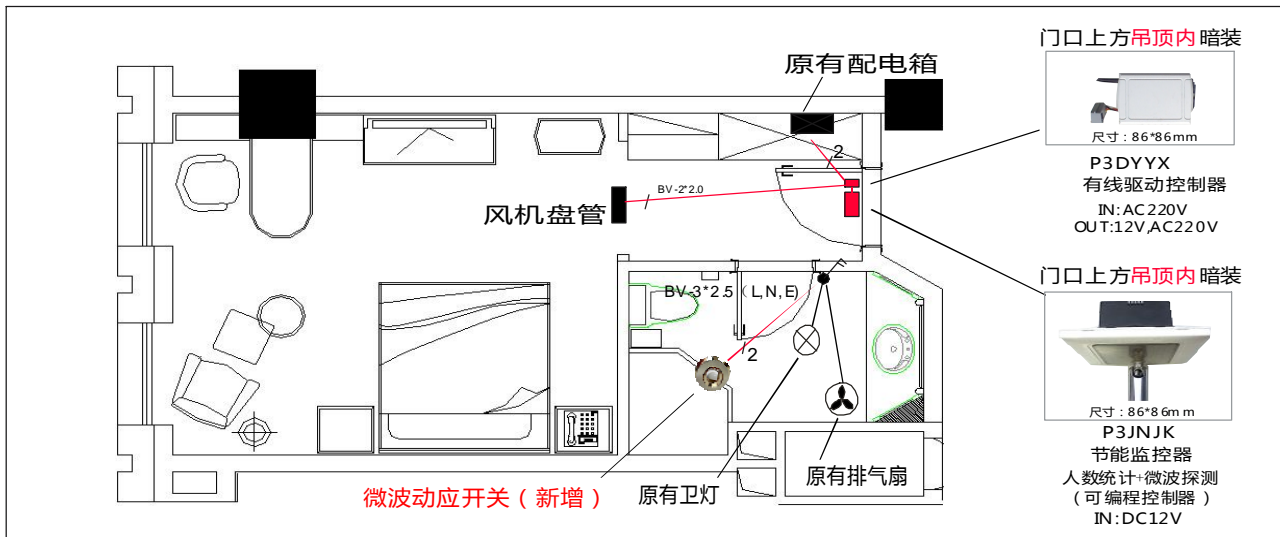 原有配电箱
2
BV-2*2.0
风机盘管
BV-3*2.5（L,N,E)
2
微波动应开关（新增）
原有卫灯
原有排气扇
门口上方吊顶内暗装
尺寸：86*86mm
P3DYYX
有线驱动控制器
IN:AC220V
OUT:12V,AC220V
门口上方吊顶内暗装
尺寸：86*86mm
P3JNJK
节能监控器
人数统计+微波探测
（可编程控制器）
IN:DC12V